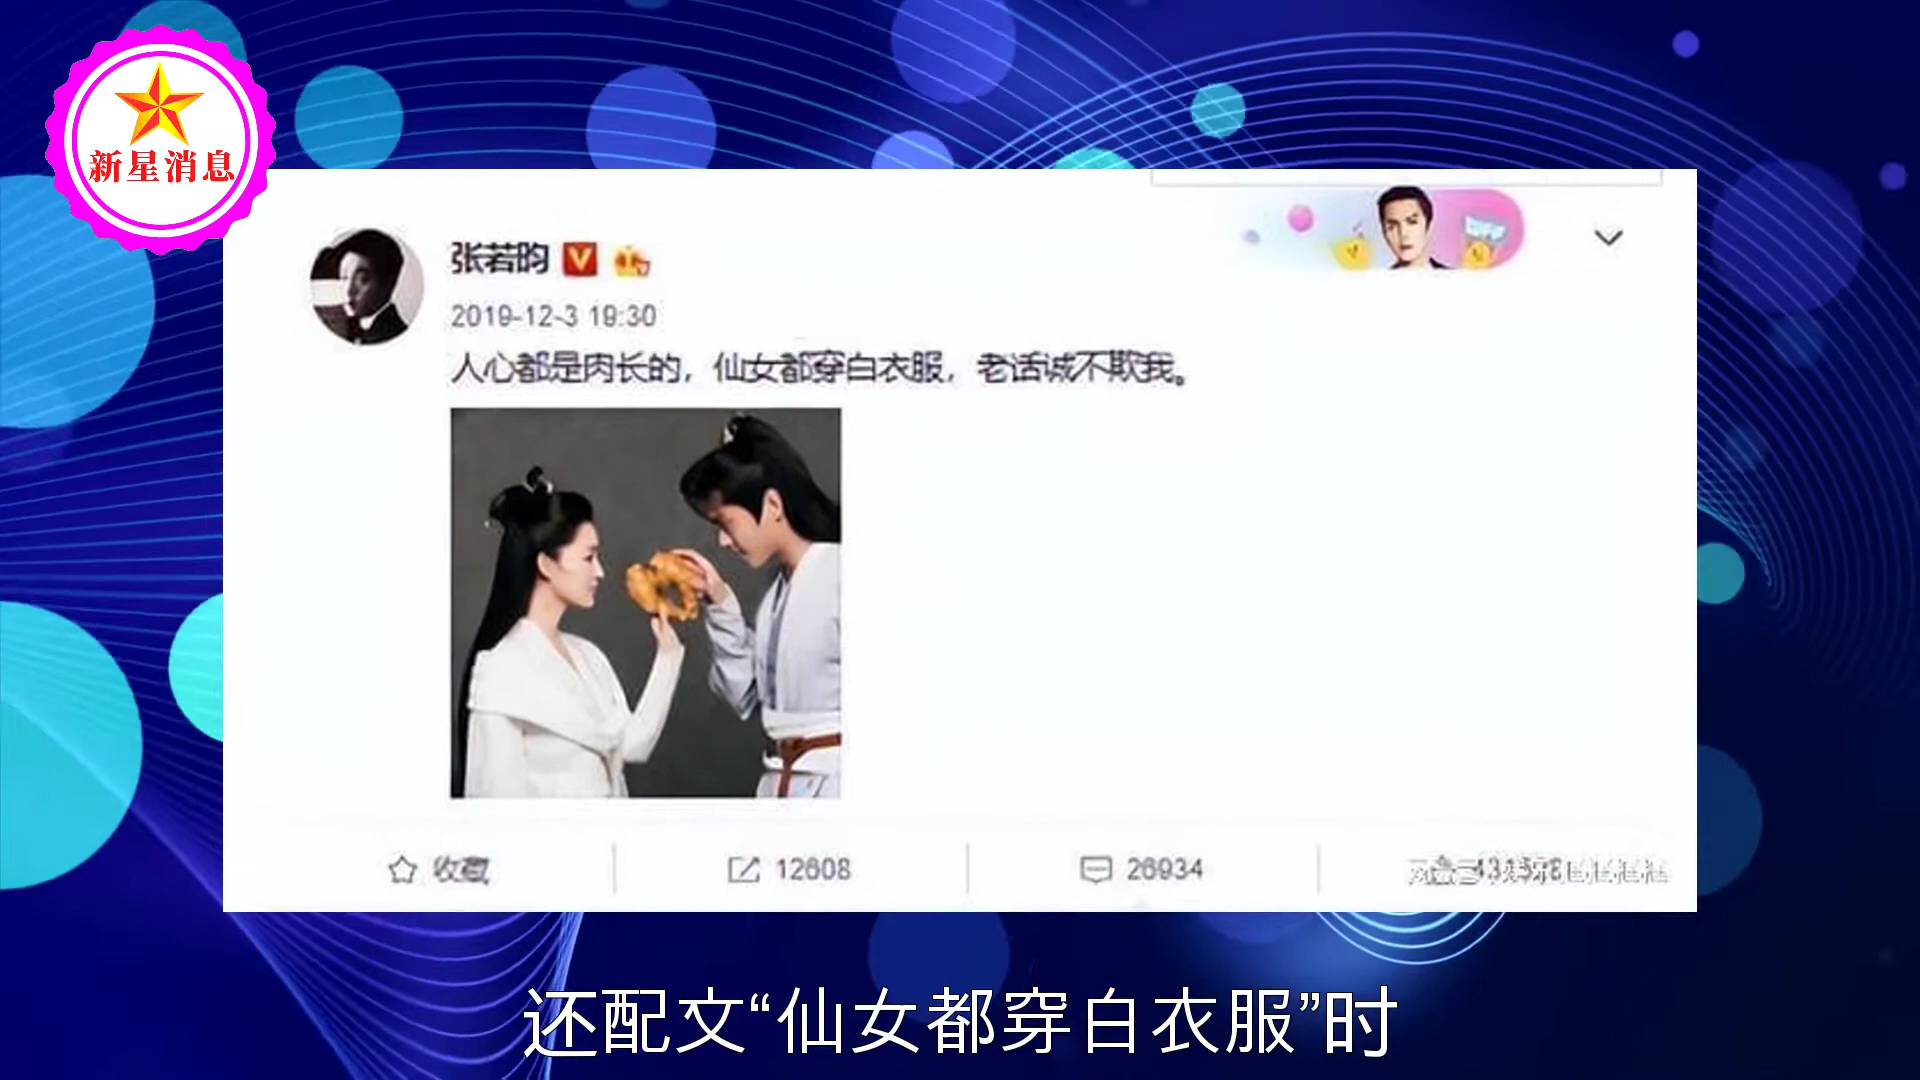 新星消息
张若昀
2019-12-3 19:30
人心都是肉长的，仙女都穿白衣服，老话诚不欺我。
收藏
12608
26934
还配文“仙女都穿白衣服”时